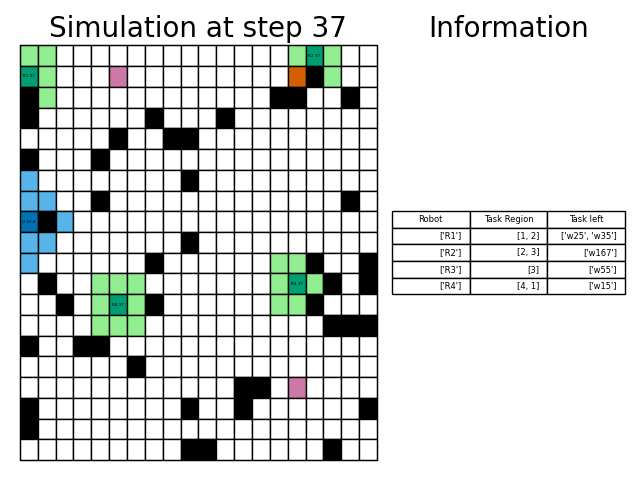 Simulation at step 37
Information
R2 37
R1 37
R3 37
R4 37
Robot Task Region Task left
['R1'] [1, 2] ['w25', 'w35']
['R2'] [2, 3] ['w167']
['R3'] [3] ['w55']
['R4'] [4, 1] ['w15']